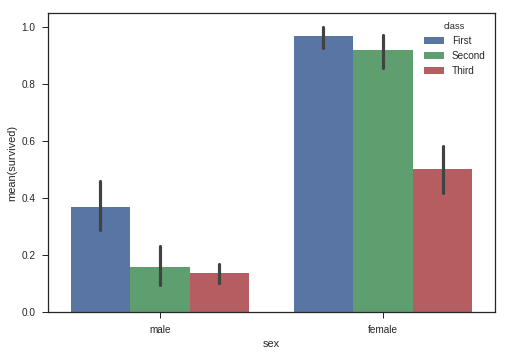 class
First
Second
Third
1.0
0.8
0.6
0.4
0.2
0.0
mean(survived)
male
female
sex